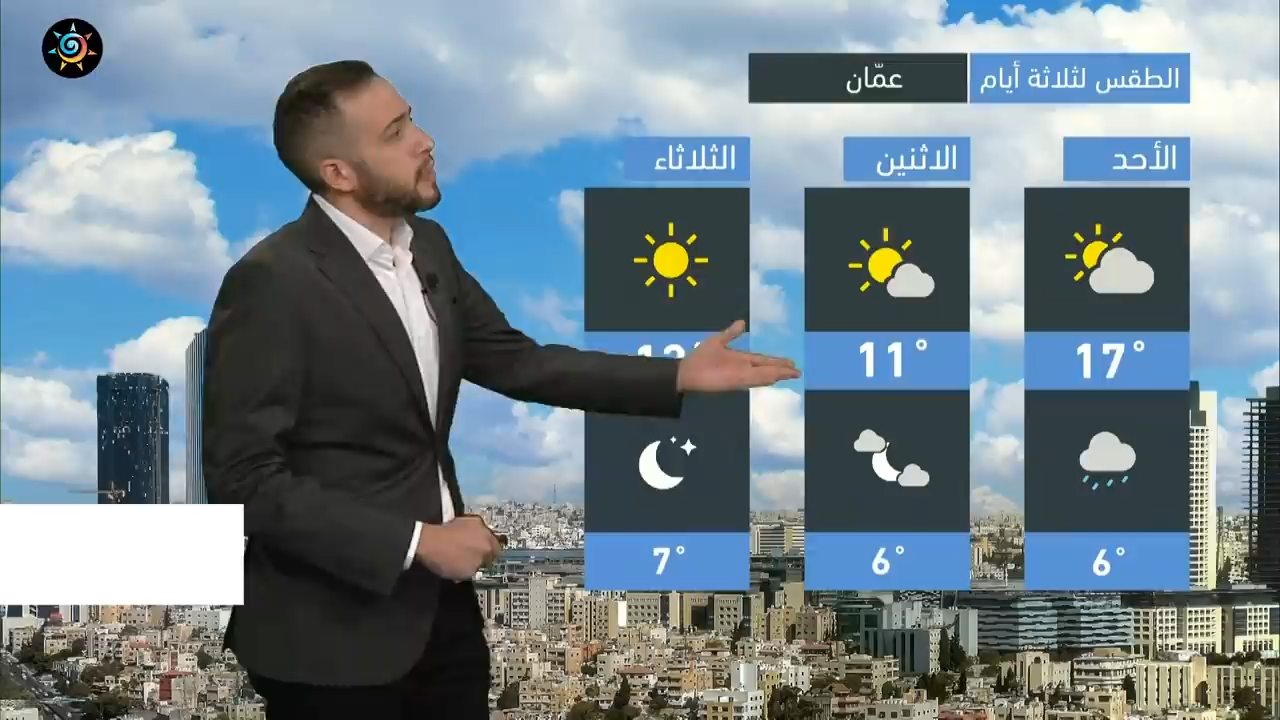 الطقس لثلاثة أيام
عمّان
الأحد
الاثنين
الثلاثاء
17°
11°
6°
6°
7°